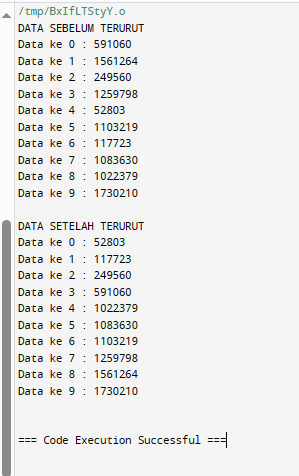 /tmp/BxIfLTStyY.o
DATA SEBELUM TERURUT
Data ke 0 : 591060
Data ke 1 : 1561264
Data ke 2 : 249560
Data ke 3 : 1259798
Data ke 4 : 52803
Data ke 5 : 1103219
Data ke 6 : 117723
Data ke 7 : 1083630
Data ke 8 : 1022379
Data ke 9 : 1730210
DATA SETELAH TERURUT
Data ke 0 : 52803
Data ke 1 : 117723
Data ke 2 : 249560
Data ke 3 : 591060
Data ke 4 : 1022379
Data ke 5 : 1083630
Data ke 6 : 1103219
Data ke 7 : 1259798
Data ke 8 : 1561264
Data ke 9 : 1730210
=== Code Execution Successful ===